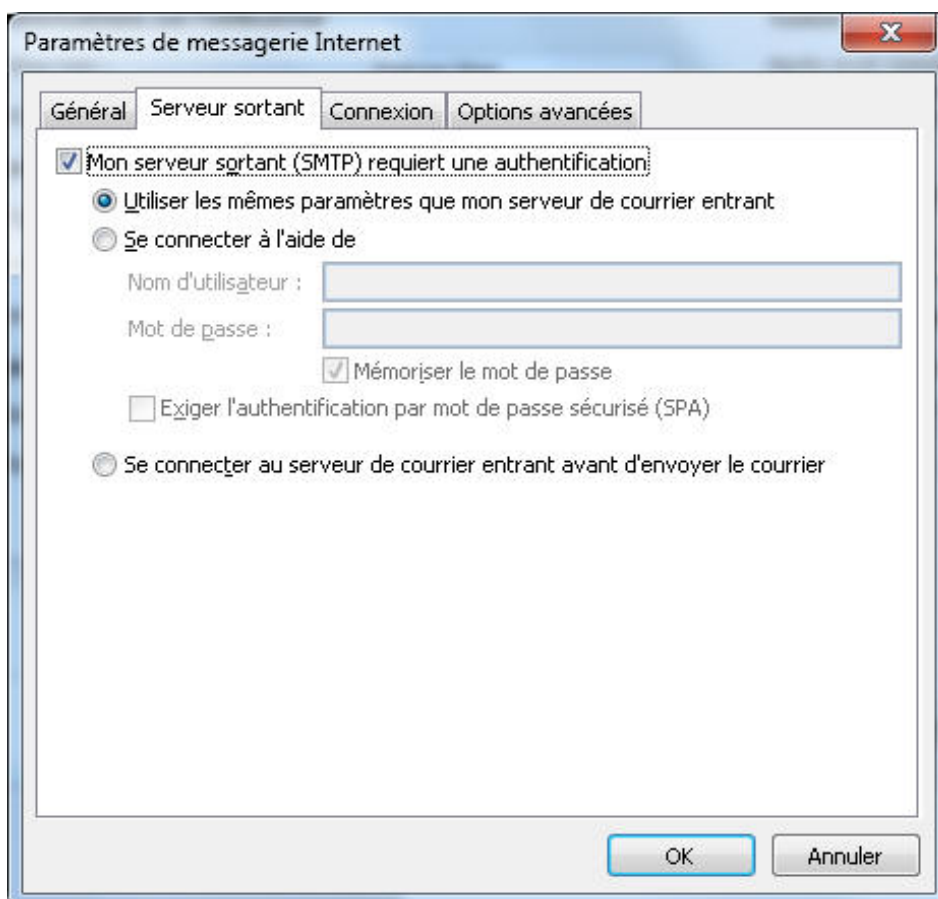 Paramètres de messagerie Internet
Général Serveur sortant Connexion Options avancées
Mon serveur sortant (SMTP) requiert une authentification
Utiliser les mêmes paramètres que mon serveur de courrier entrant
Se connecter à l'aide de
Nom d'utilisateur :
Mot de passe :
Mémoriser le mot de passe
Exiger l'authentification par mot de passe sécurisé (SPA)
Se connecter au serveur de courrier entrant avant d'envoyer le courrier
OK Annuler